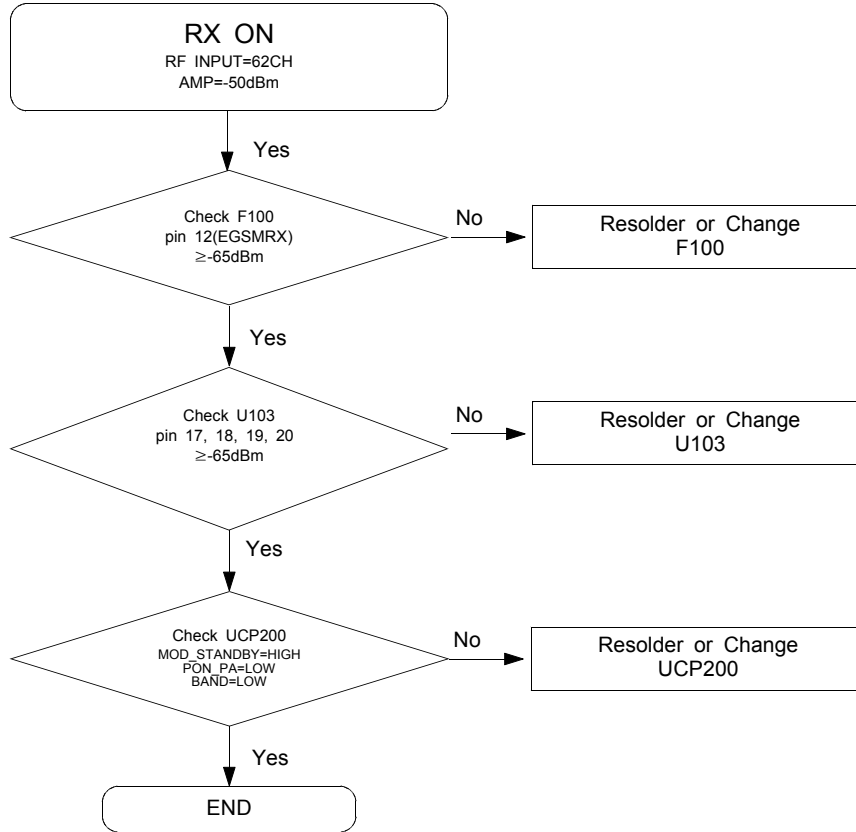 RX ON
RF INPUT=62CH
AMP=-50dBm
Yes
Check F100
pin 12(EGSMRX)
≥-65dBm
No
Resolder or Change
F100
Yes
Check U103
pin 17, 18, 19, 20
≥-65dBm
No
Resolder or Change
U103
Yes
Check UCP200
MOD_STANDBY=HIGH
PON_PA=LOW
BAND=LOW
No
Resolder or Change
UCP200
Yes
END